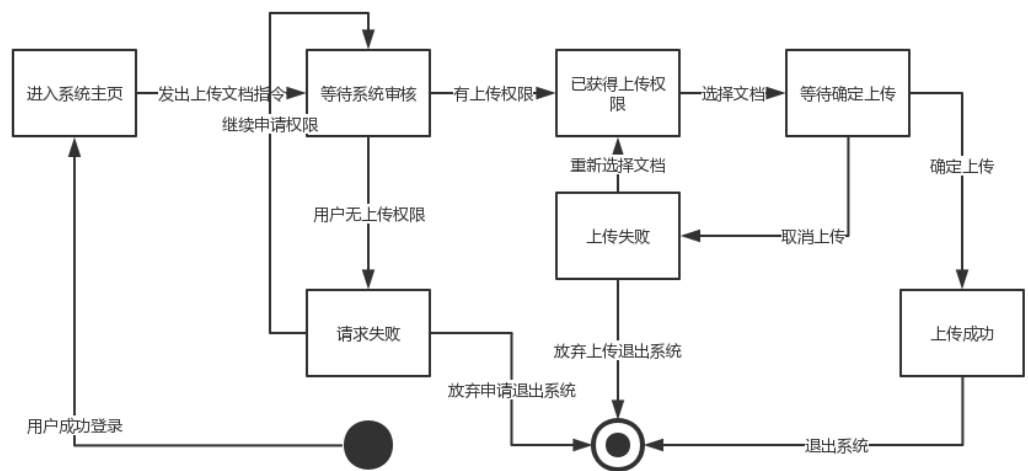 进入系统主页
发出上传文档指令
等待系统审核
有上传权限
已获得上传权
限
选择文档
等待确定上传
继续申请权限
重新选择文档
确定上传
用户无上传权限
上传失败
取消上传
请求失败
上传成功
放弃上传退出系统
放弃申请退出系统
用户成功登录
退出系统